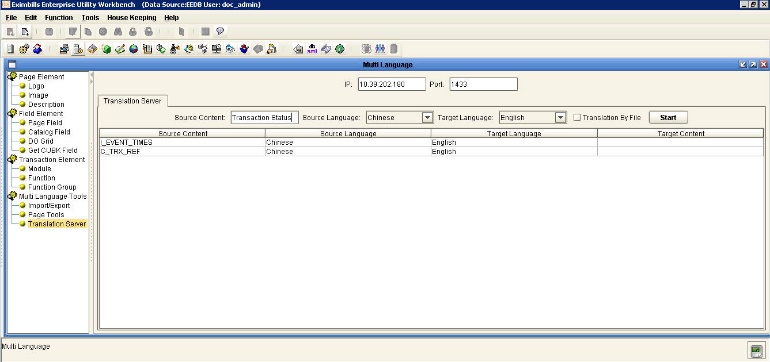 Eximbills Enterprise Utility Workbench (Data Source:EEDB User: doc_admin)
File Edit Function Tools House Keeping Help
Multi Language
Page Element
Logo
Image
Description
Field Element
Page Field
Catalog Field
DO Grid
Get CUBK Field
Transaction Element
Module
Function
Function Group
Multi Language Tools
Import/Export
Page Tools
Translation Server
IP: 10.39.202.190 Port: 1433
Translation Server
Source Content: Transaction Status Source Language: Chinese Target Language: English Translation By File Start
Source Content Source Language Target Language Target Content
I_EVENT_TIMES Chinese English
C_TRX_REF Chinese English
Multi Language